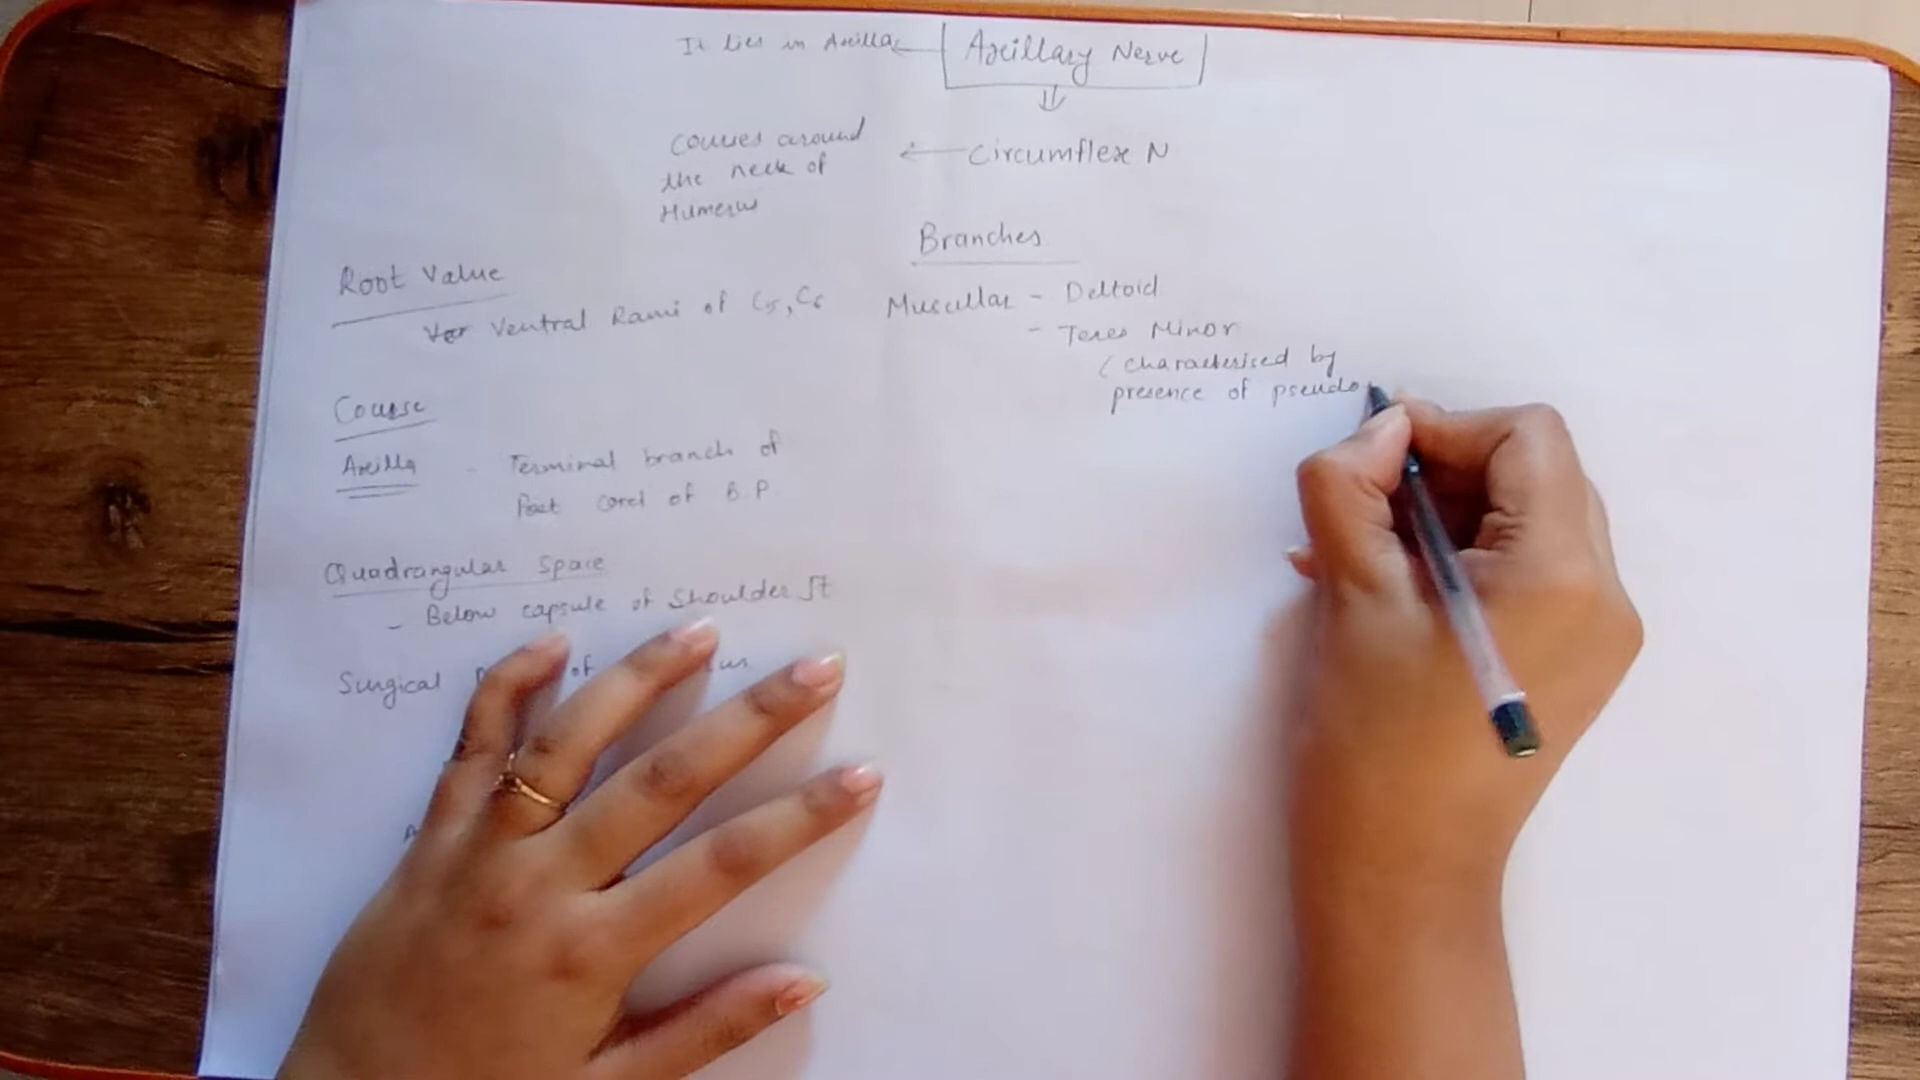 It lies in Axilla
Axillary Nerve
Circumflex N
Courses around
the neck of
Humerus
Root Value
Ventral Rami of C5, C6
Course
Axilla - Terminal branch of
Post cord of B.P
Quadrangular Space
- Below capsule of Shoulder Jt
Surgical
of
Branches
Muscular - Deltoid
- Teres Minor
( characterised by
presence of pseudo